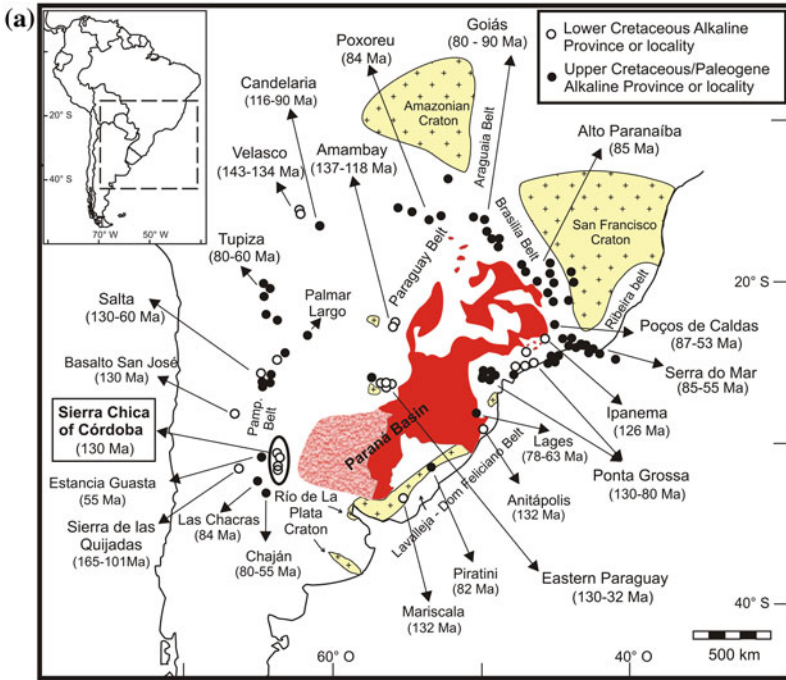 (a)
Lower Cretaceous Alkaline
Province or locality
Upper Cretaceous/Paleogene
Alkaline Province or locality
20° S
40° S
70° W
50° W
Goiás
(80 - 90 Ma)
Poxoreu
(84 Ma)
Candelaria
(116-90 Ma)
Amazonian
Craton
Araguaia Belt
Alto Paranaíba
(85 Ma)
Velasco
(143-134 Ma)
Amambay
(137-118 Ma)
Brasília Belt
San Francisco
Craton
Paraguay Belt
Ribeira belt
Tupiza
(80-60 Ma)
20° S
Palmar
Largo
Salta
(130-60 Ma)
Poços de Caldas
(87-53 Ma)
Basalto San José
(130 Ma)
Serra do Mar
(85-55 Ma)
Pamp.
Belt
Ipanema
(126 Ma)
Sierra Chica
of Córdoba
(130 Ma)
Paraná Basin
Lages
(78-63 Ma)
Ponta Grossa
(130-80 Ma)
Estancia Guasta
(55 Ma)
Las Chacras
(84 Ma)
Río de La
Plata
Craton
Lavalleja - Dom Feliciano Belt
Anitápolis
(132 Ma)
Sierra de las
Quijadas
(165-101Ma)
Chaján
(80-55 Ma)
Piratini
(82 Ma)
Eastern Paraguay
(130-32 Ma)
Mariscala
(132 Ma)
40° S
60° O
40° O
500 km